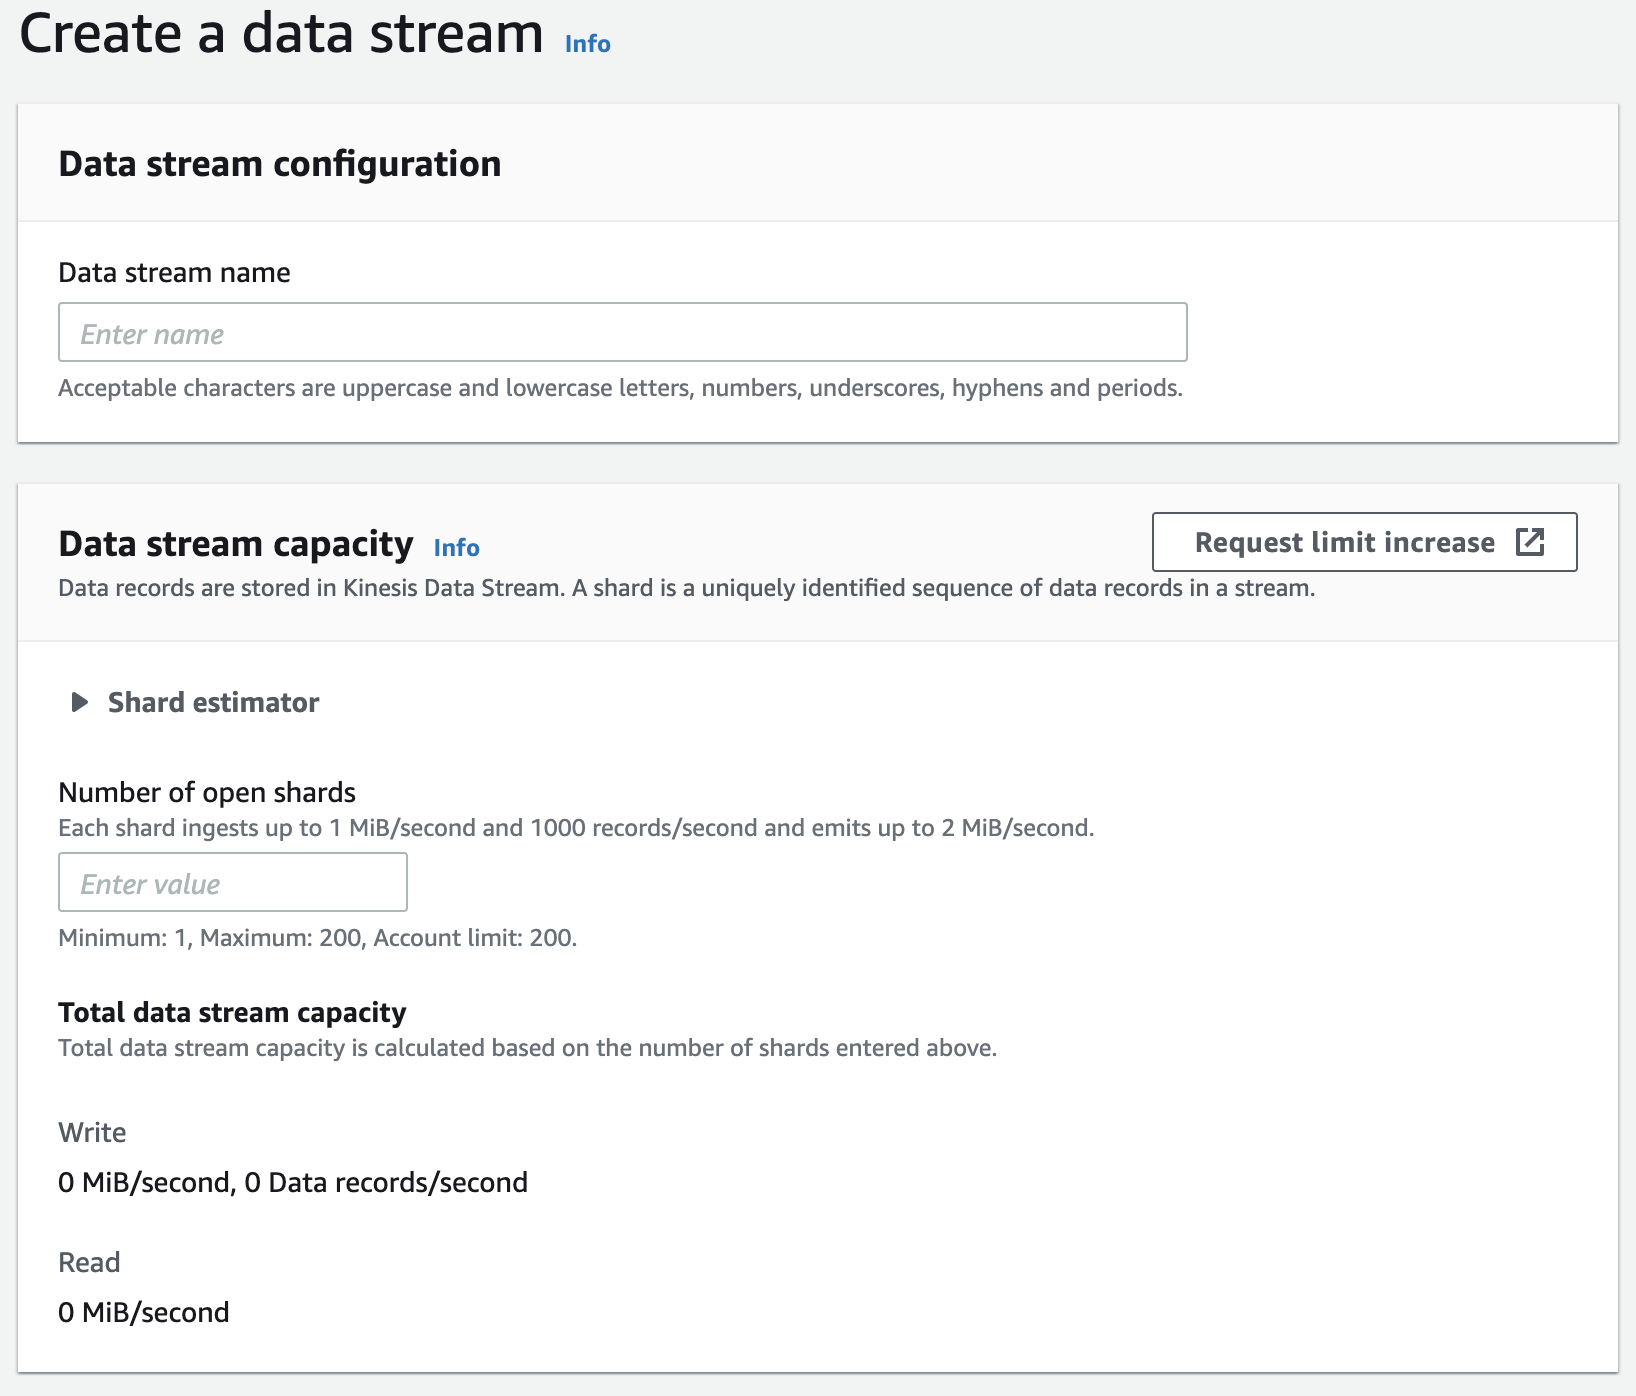 Create a data stream Info
Data stream configuration
Data stream name
Enter name
Acceptable characters are uppercase and lowercase letters, numbers, underscores, hyphens and periods.
Data stream capacity Info
Request limit increase
Data records are stored in Kinesis Data Stream. A shard is a uniquely identified sequence of data records in a stream.
Shard estimator
Number of open shards
Each shard ingests up to 1 MiB/second and 1000 records/second and emits up to 2 MiB/second.
Enter value
Minimum: 1, Maximum: 200, Account limit: 200.
Total data stream capacity
Total data stream capacity is calculated based on the number of shards entered above.
Write
0 MiB/second, 0 Data records/second
Read
0 MiB/second